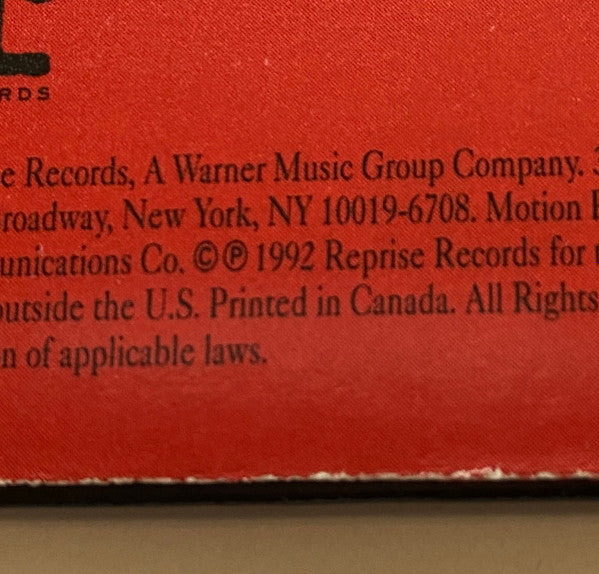 RDS
e Records, A Warner Music Group Company. 3
roadway, New York, NY 10019-6708. Motion
unications Co. ©℗ 1992 Reprise Records for
outside the U.S. Printed in Canada. All Rights
n of applicable laws.